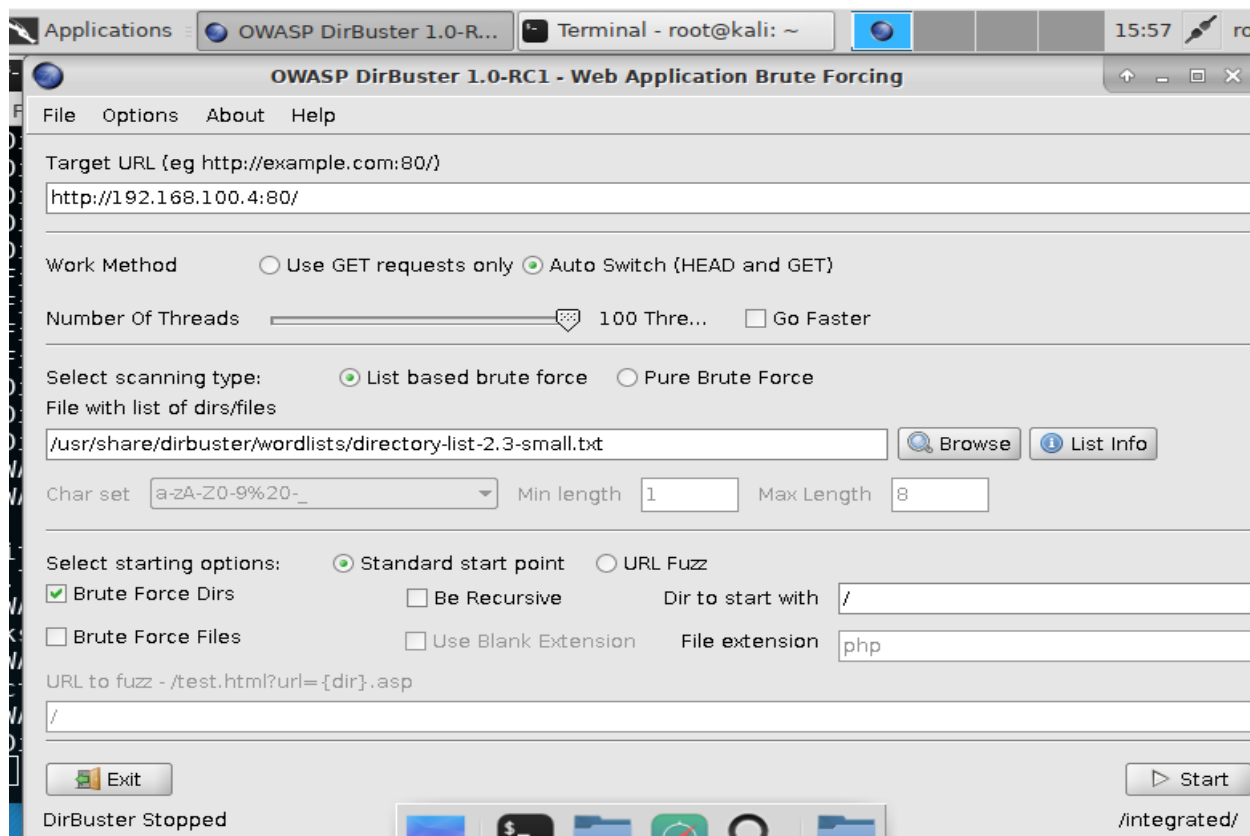 Applications OWASP DirBuster 1.0-R... Terminal - root@kali: ~ 15:57
OWASP DirBuster 1.0-RC1 - Web Application Brute Forcing
File Options About Help
Target URL (eg http://example.com:80/)
http://192.168.100.4:80/
Work Method Use GET requests only Auto Switch (HEAD and GET)
Number Of Threads 100 Thre... Go Faster
Select scanning type: List based brute force Pure Brute Force
File with list of dirs/files
/usr/share/dirbuster/wordlists/directory-list-2.3-small.txt Browse List Info
Char set a-zA-Z0-9%20-_ Min length 1 Max Length 8
Select starting options: Standard start point URL Fuzz
Brute Force Dirs Be Recursive Dir to start with /
Brute Force Files Use Blank Extension File extension php
URL to fuzz - /test.html?url={dir}.asp
/
Exit Start
DirBuster Stopped /integrated/